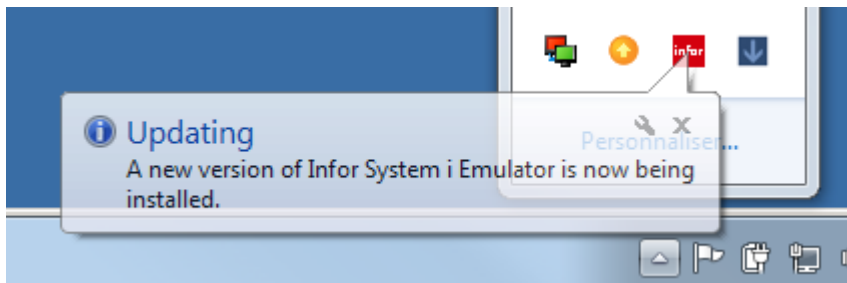 infor
Updating
Personnaliser...
A new version of Infor System i Emulator is now being
installed.